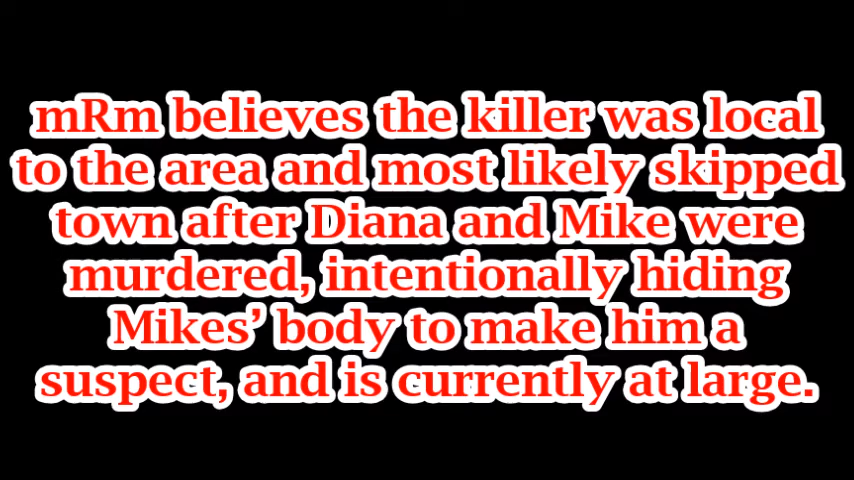 mRm believes the killer was local
to the area and most likely skipped
town after Diana and Mike were
murdered, intentionally hiding
Mikes’ body to make him a
suspect, and is currently at large.